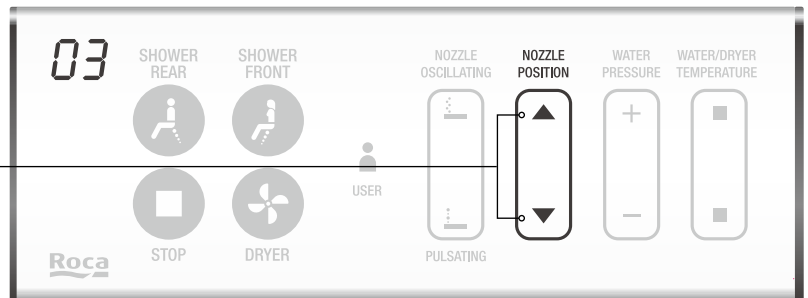 03
SHOWER
REAR
SHOWER
FRONT
NOZZLE
OSCILLATING
NOZZLE
POSITION
WATER
PRESSURE
WATER/DRYER
TEMPERATURE
USER
STOP
DRYER
PULSATING
Roca